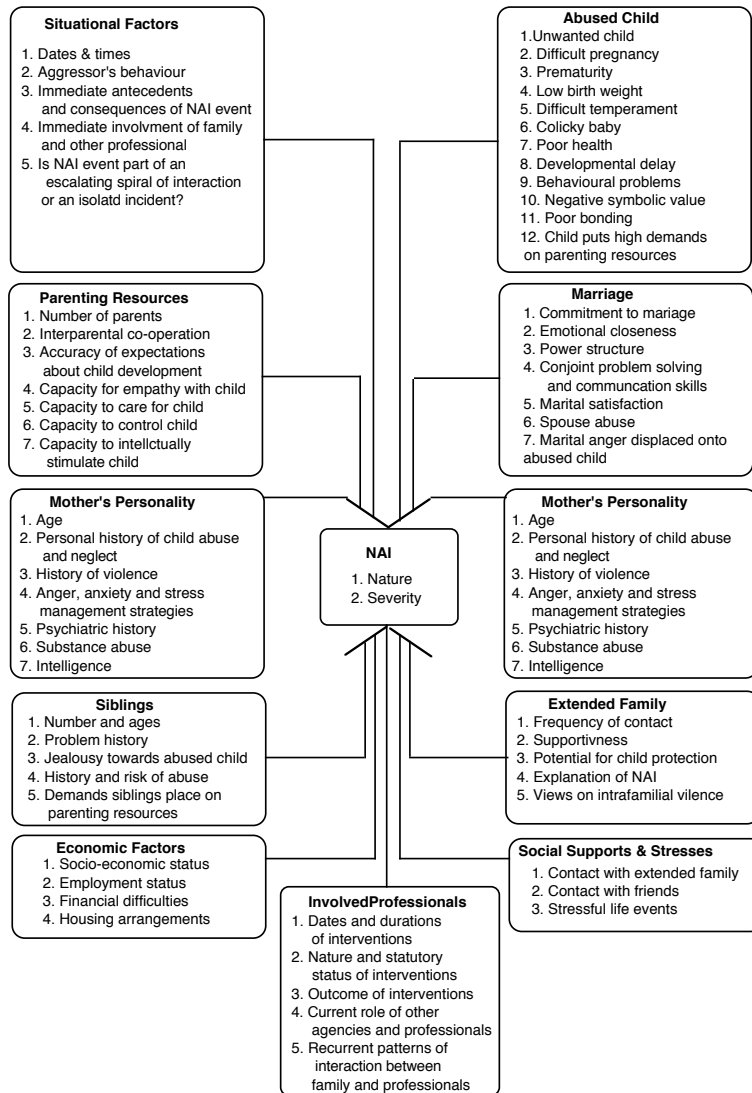 Situational Factors
1. Dates & times
2. Aggressor's behaviour
3. Immediate antecedents
and consequences of NAI event
4. Immediate involvment of family
and other professional
5. Is NAI event part of an
escalating spiral of interaction
or an isolatd incident?
Abused Child
1.Unwanted child
2. Difficult pregnancy
3. Prematurity
4. Low birth weight
5. Difficult temperament
6. Colicky baby
7. Poor health
8. Developmental delay
9. Behavioural problems
10. Negative symbolic value
11. Poor bonding
12. Child puts high demands
on parenting resources
Parenting Resources
1. Number of parents
2. Interparental co-operation
3. Accuracy of expectations
about child development
4. Capacity for empathy with child
5. Capacity to care for child
6. Capacity to control child
7. Capacity to intellctually
stimulate child
Marriage
1. Commitment to mariage
2. Emotional closeness
3. Power structure
4. Conjoint problem solving
and communcation skills
5. Marital satisfaction
6. Spouse abuse
7. Marital anger displaced onto
abused child
Mother's Personality
1. Age
2. Personal history of child abuse
and neglect
3. History of violence
4. Anger, anxiety and stress
management strategies
5. Psychiatric history
6. Substance abuse
7. Intelligence
NAI
1. Nature
2. Severity
Mother's Personality
1. Age
2. Personal history of child abuse
and neglect
3. History of violence
4. Anger, anxiety and stress
management strategies
5. Psychiatric history
6. Substance abuse
7. Intelligence
Siblings
1. Number and ages
2. Problem history
3. Jealousy towards abused child
4. History and risk of abuse
5. Demands siblings place on
parenting resources
Extended Family
1. Frequency of contact
2. Supportivness
3. Potential for child protection
4. Explanation of NAI
5. Views on intrafamilial vilence
Economic Factors
1. Socio-economic status
2. Employment status
3. Financial difficulties
4. Housing arrangements
Social Supports & Stresses
1. Contact with extended family
2. Contact with friends
3. Stressful life events
InvolvedProfessionals
1. Dates and durations
of interventions
2. Nature and statutory
status of interventions
3. Outcome of interventions
4. Current role of other
agencies and professionals
5. Recurrent patterns of
interaction between
family and professionals